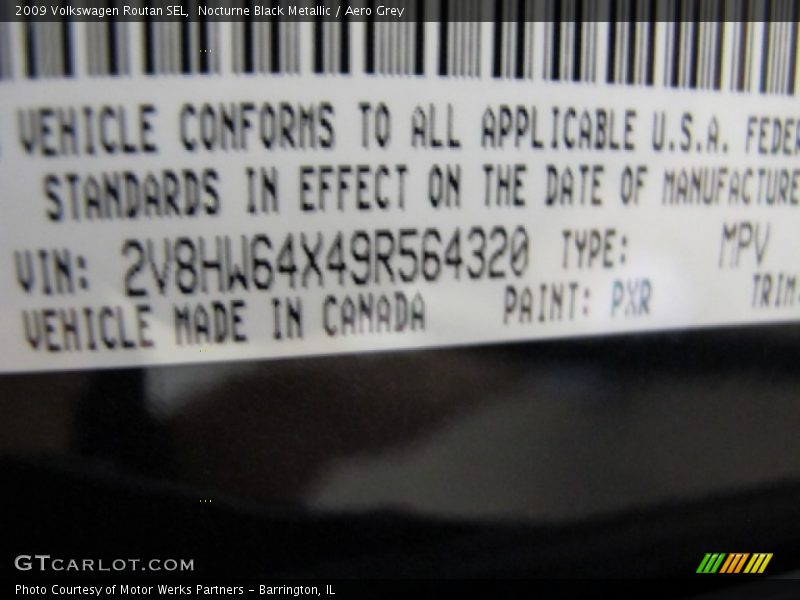 2009 Volkswagen Routan SEL,  Nocturne Black Metallic / Aero Grey
VEHICLE CONFORMS TO ALL APPLICABLE U.S.A. FEDER
STANDARDS IN EFFECT ON THE DATE OF MANUFACTURE
VIN: 2V8HW64X49R564320 TYPE: MPV
VEHICLE MADE IN CANADA PAINT: PXR TRIM:
GTCARLOT.COM
Photo Courtesy of Motor Werks Partners - Barrington, IL